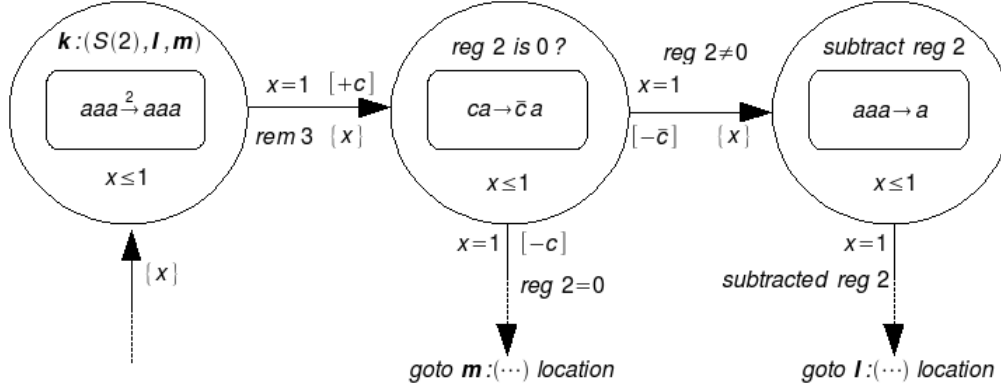 k:(S(2),l,m)
aaa 2→ aaa
x≤1
{x}
x=1 [+c]
rem 3 {x}
reg 2 is 0 ?
ca→c̄ a
x≤1
reg 2≠0
x=1
[−c̄] {x}
subtract reg 2
aaa→a
x≤1
x=1 [−c]
reg 2=0
goto m:(⋯) location
x=1
subtracted reg 2
goto l:(⋯) location